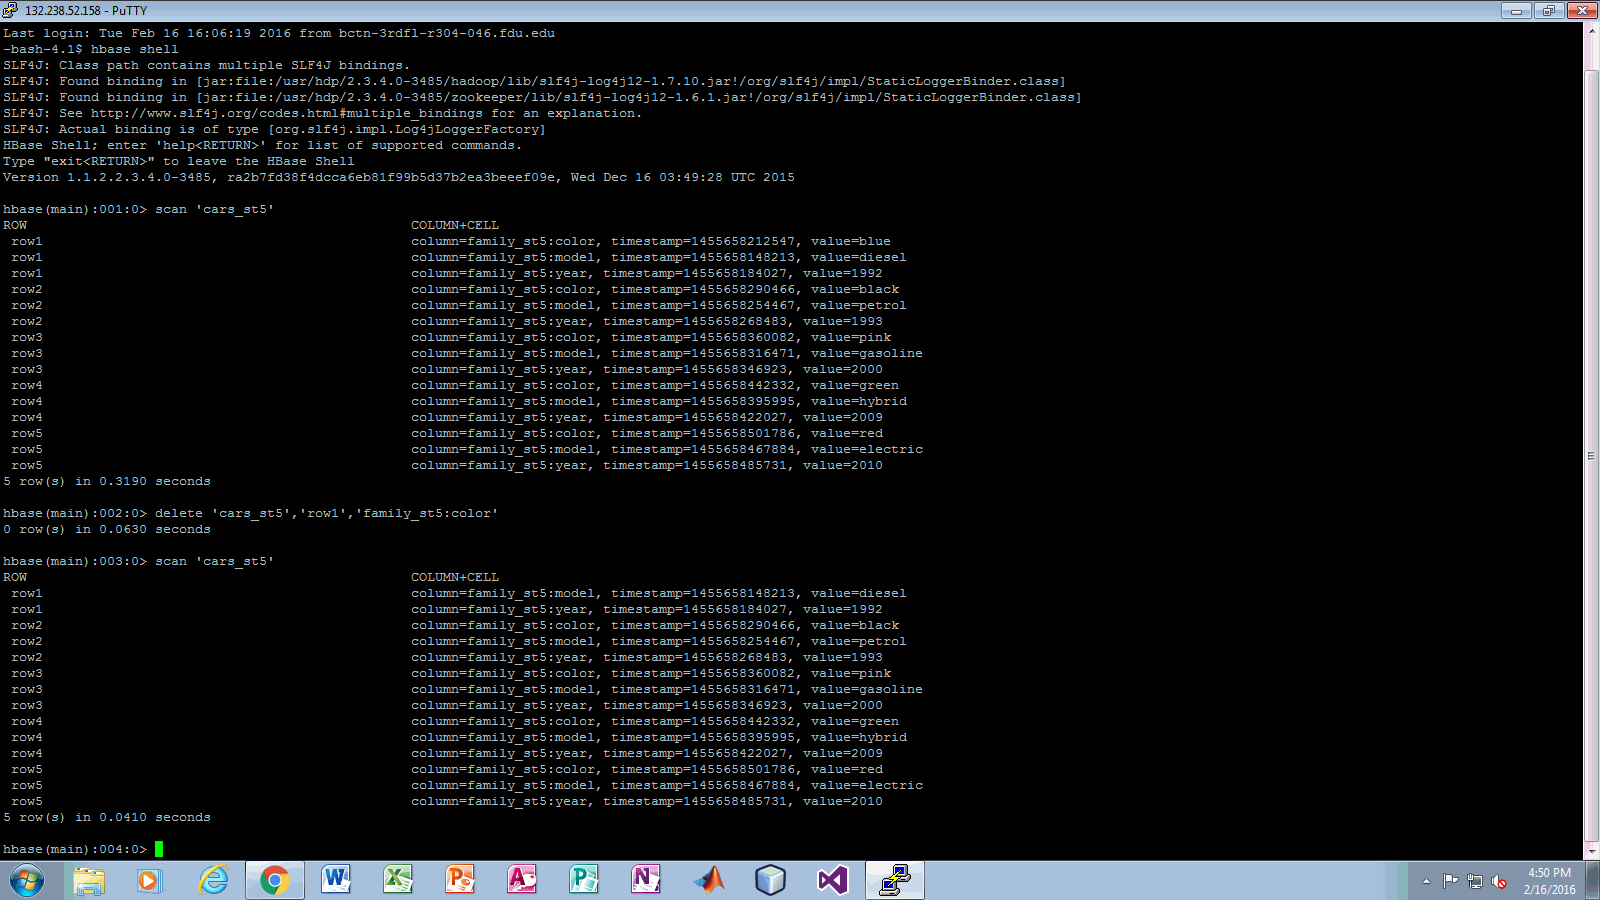 132.238.52.158 - PuTTY
Last login: Tue Feb 16 16:06:19 2016 from bctn-3rdfl-r304-046.fdu.edu
-bash-4.1$ hbase shell
SLF4J: Class path contains multiple SLF4J bindings.
SLF4J: Found binding in [jar:file:/usr/hdp/2.3.4.0-3485/hadoop/lib/slf4j-log4j12-1.7.10.jar!/org/slf4j/impl/StaticLoggerBinder.class]
SLF4J: Found binding in [jar:file:/usr/hdp/2.3.4.0-3485/zookeeper/lib/slf4j-log4j12-1.6.1.jar!/org/slf4j/impl/StaticLoggerBinder.class]
SLF4J: See http://www.slf4j.org/codes.html#multiple_bindings for an explanation.
SLF4J: Actual binding is of type [org.slf4j.impl.Log4jLoggerFactory]
HBase Shell; enter 'help<RETURN>' for list of supported commands.
Type "exit<RETURN>" to leave the HBase Shell
Version 1.1.2.2.3.4.0-3485, ra2b7fd38f4dcca6eb81f99b5d37b2ea3beeef09e, Wed Dec 16 03:49:28 UTC 2015
hbase(main):001:0> scan 'cars_st5'
ROW COLUMN+CELL
row1 column=family_st5:color, timestamp=1455658212547, value=blue
row1 column=family_st5:model, timestamp=1455658148213, value=diesel
row1 column=family_st5:year, timestamp=1455658184027, value=1992
row2 column=family_st5:color, timestamp=1455658290466, value=black
row2 column=family_st5:model, timestamp=1455658254467, value=petrol
row2 column=family_st5:year, timestamp=1455658268483, value=1993
row3 column=family_st5:color, timestamp=1455658360082, value=pink
row3 column=family_st5:model, timestamp=1455658316471, value=gasoline
row3 column=family_st5:year, timestamp=1455658346923, value=2000
row4 column=family_st5:color, timestamp=1455658442332, value=green
row4 column=family_st5:model, timestamp=1455658395995, value=hybrid
row4 column=family_st5:year, timestamp=1455658422027, value=2009
row5 column=family_st5:color, timestamp=1455658501786, value=red
row5 column=family_st5:model, timestamp=1455658467884, value=electric
row5 column=family_st5:year, timestamp=1455658485731, value=2010
5 row(s) in 0.3190 seconds
hbase(main):002:0> delete 'cars_st5','row1','family_st5:color'
0 row(s) in 0.0630 seconds
hbase(main):003:0> scan 'cars_st5'
ROW COLUMN+CELL
row1 column=family_st5:model, timestamp=1455658148213, value=diesel
row1 column=family_st5:year, timestamp=1455658184027, value=1992
row2 column=family_st5:color, timestamp=1455658290466, value=black
row2 column=family_st5:model, timestamp=1455658254467, value=petrol
row2 column=family_st5:year, timestamp=1455658268483, value=1993
row3 column=family_st5:color, timestamp=1455658360082, value=pink
row3 column=family_st5:model, timestamp=1455658316471, value=gasoline
row3 column=family_st5:year, timestamp=1455658346923, value=2000
row4 column=family_st5:color, timestamp=1455658442332, value=green
row4 column=family_st5:model, timestamp=1455658395995, value=hybrid
row4 column=family_st5:year, timestamp=1455658422027, value=2009
row5 column=family_st5:color, timestamp=1455658501786, value=red
row5 column=family_st5:model, timestamp=1455658467884, value=electric
row5 column=family_st5:year, timestamp=1455658485731, value=2010
5 row(s) in 0.0410 seconds
hbase(main):004:0>
4:50 PM
2/16/2016